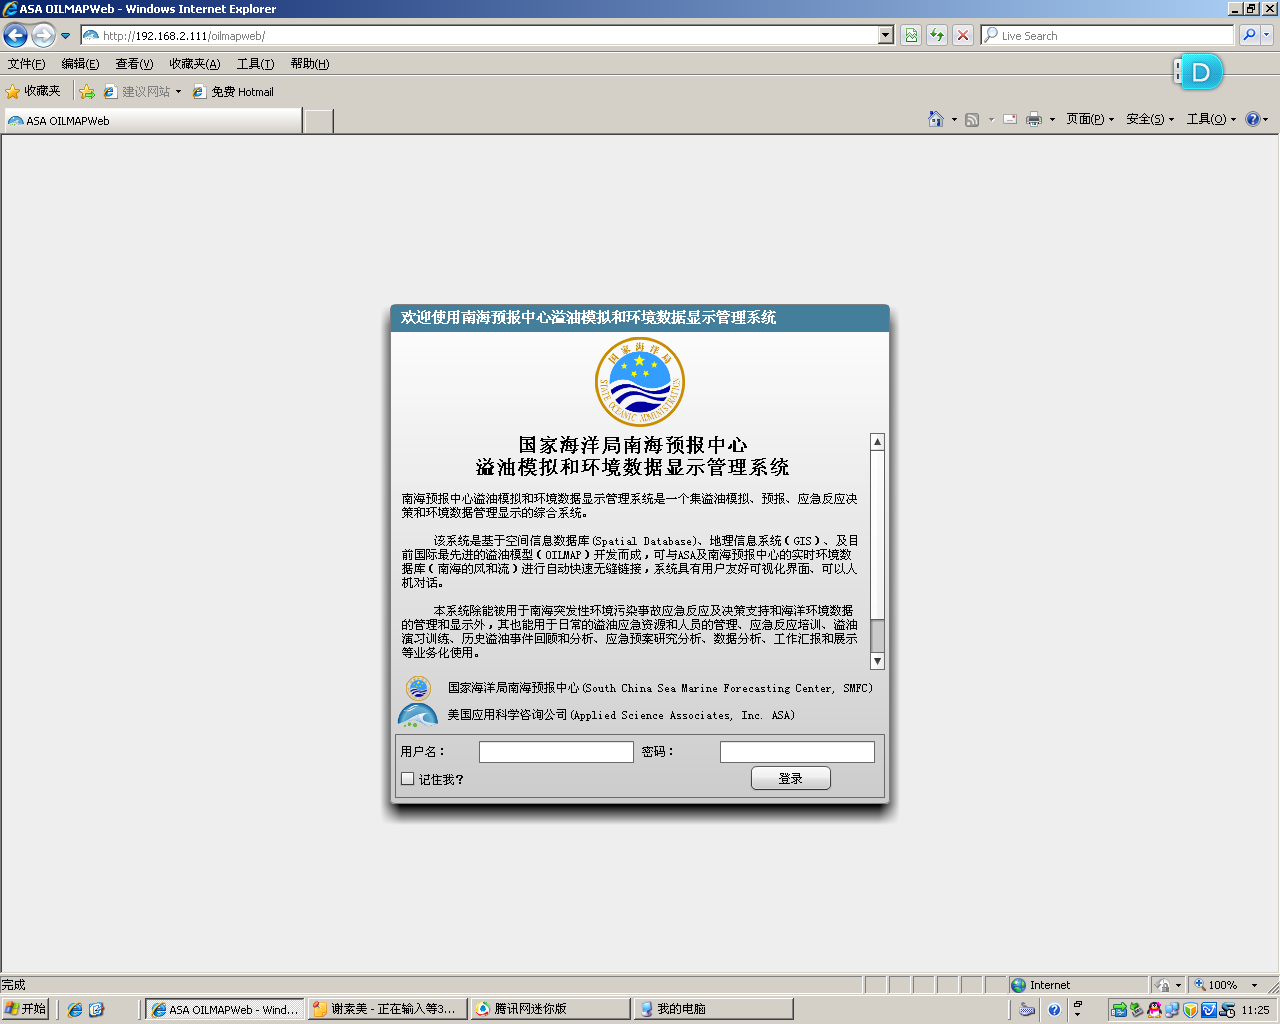 ASA OILMAPWeb - Windows Internet Explorer
http://192.168.2.111/oilmapweb/
Live Search
文件(F) 编辑(E) 查看(V) 收藏夹(A) 工具(T) 帮助(H)
D
收藏夹 建议网站 免费 Hotmail
ASA OILMAPWeb
页面(P) 安全(S) 工具(O)
欢迎使用南海预报中心溢油模拟和环境数据显示管理系统
国家海洋局
STATE OCEANIC ADMINISTRATION
国家海洋局南海预报中心
溢油模拟和环境数据显示管理系统
南海预报中心溢油模拟和环境数据显示管理系统是一个集溢油模拟、预报、应急反应决
策和环境数据管理显示的综合系统。
该系统是基于空间信息数据库(Spatial Database)、地理信息系统(GIS)、及目
前国际最先进的溢油模型(OILMAP)开发而成，可与ASA及南海预报中心的实时环境数
据库(南海的风和流)进行自动快速无缝链接，系统具有用户友好可视化界面、可以人
机对话。
本系统除能被用于南海突发性环境污染事故应急反应及决策支持和海洋环境数据
的管理和显示外，其也能用于日常的溢油应急资源和人员的管理、应急反应培训、溢油
演习训练、历史溢油事件回顾和分析、应急预案研究分析、数据分析、工作汇报和展示
等业务化使用。
国家海洋局南海预报中心(South China Sea Marine Forecasting Center, SMFC)
美国应用科学咨询公司(Applied Science Associates, Inc. ASA)
用户名： 密码：
记住我？ 登录
完成 Internet 100%
开始 ASA OILMAPWeb - Wind... 谢索美 - 正在输入等3... 腾讯网迷你版 我的电脑 11:25